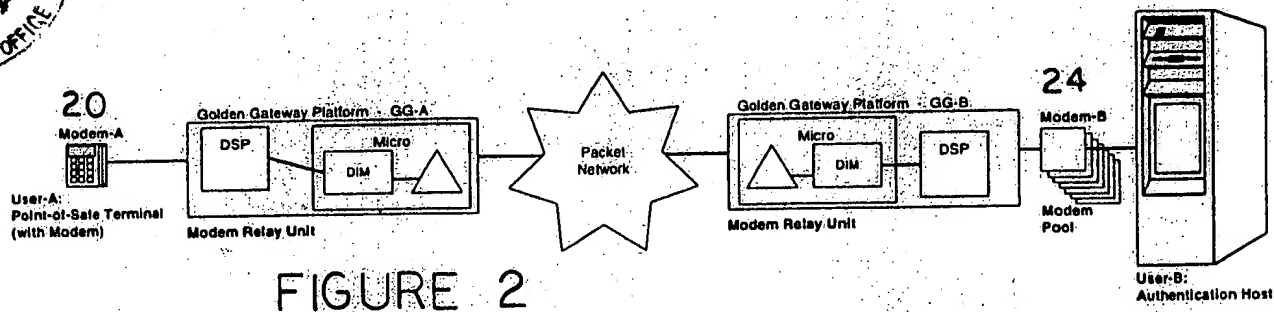 OFFICE
20
Modem-A
User-A:
Point-of-Sale Terminal
(with Modem)
Golden Gateway Platform - GG-A
DSP
Micro
DIM
Modem Relay Unit
Packet
Network
Golden Gateway Platform - GG-B
Micro
DIM
DSP
Modem Relay Unit
24
Modem-B
Modem
Pool
User-B:
Authentication Host
FIGURE 2